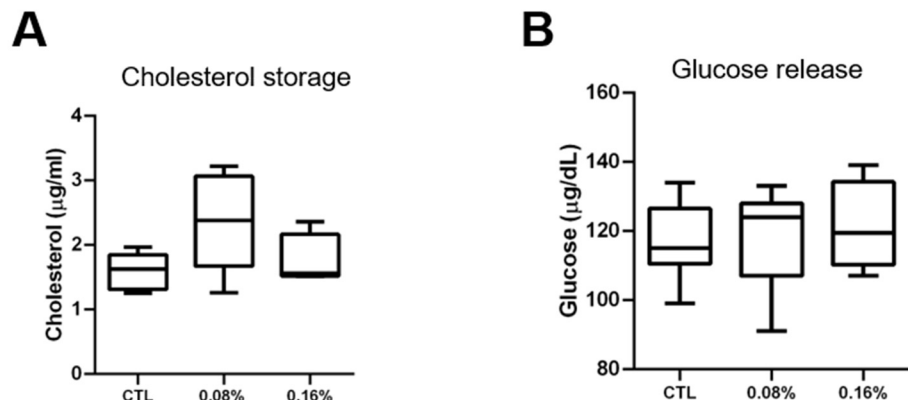 A
Cholesterol storage
Cholesterol (μg/ml)
4
3
2
1
0
CTL
0.08%
0.16%
B
Glucose release
Glucose (μg/dL)
160
140
120
100
80
CTL
0.08%
0.16%